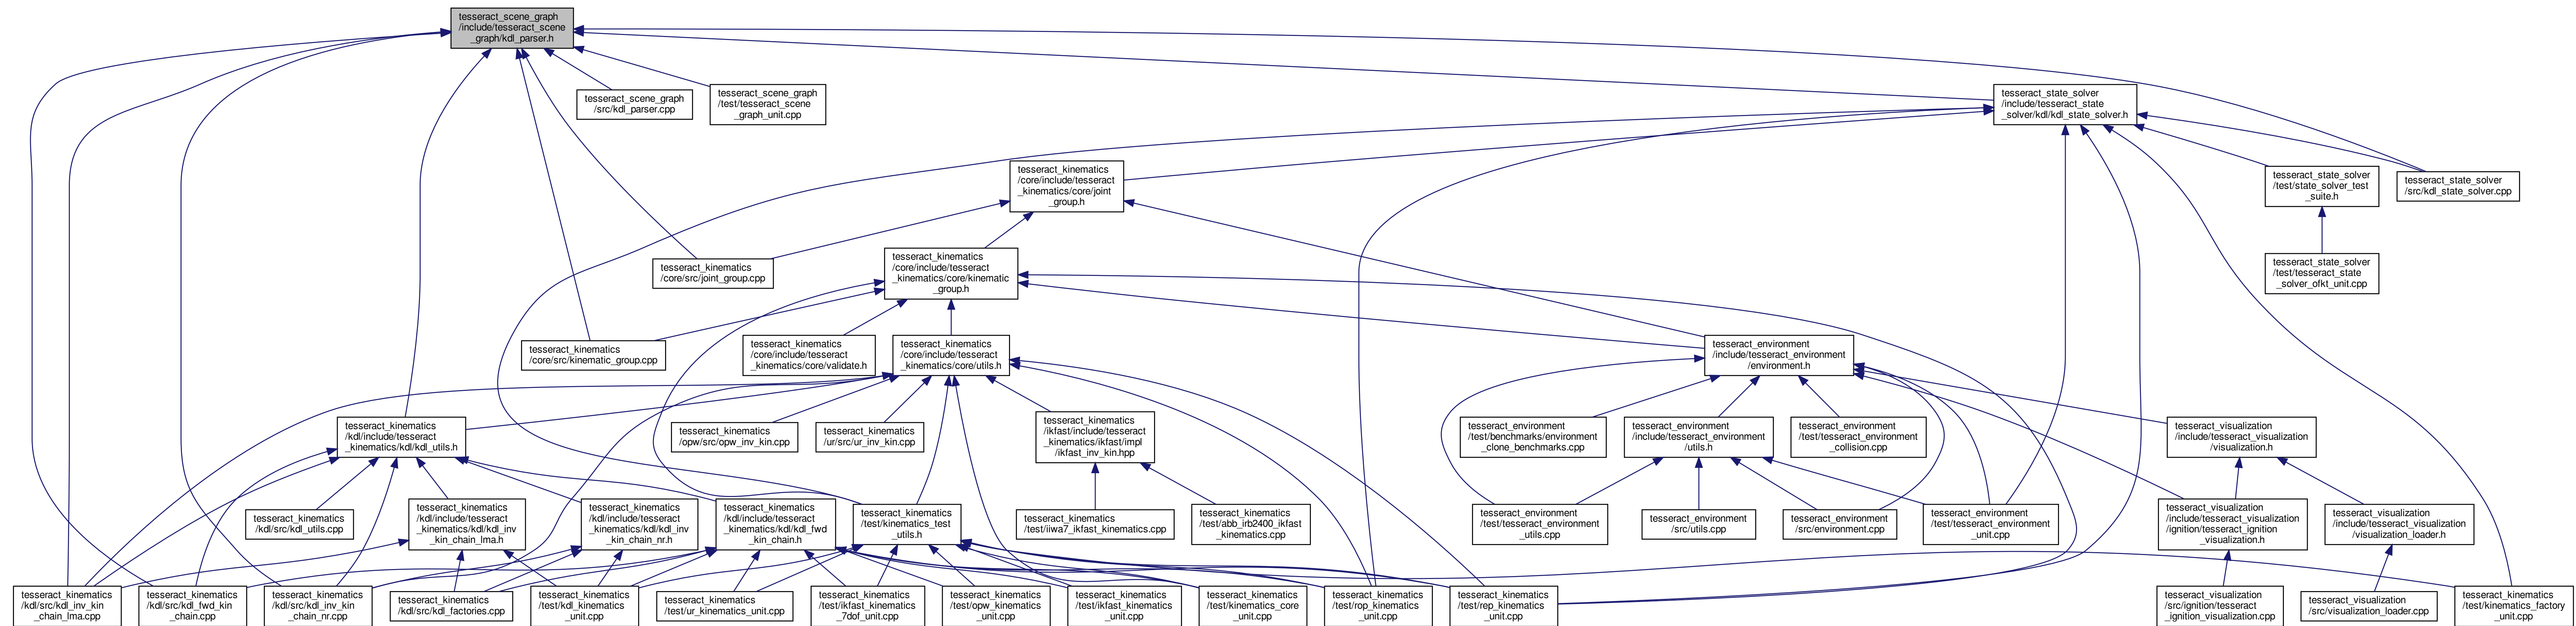 tesseract_scene_graph
/include/tesseract_scene
_graph/kdl_parser.h
tesseract_scene_graph
/src/kdl_parser.cpp
tesseract_scene_graph
/test/tesseract_scene
_graph_unit.cpp
tesseract_state_solver
/include/tesseract_state
_solver/kdl/kdl_state_solver.h
tesseract_kinematics
/core/include/tesseract
_kinematics/core/joint
_group.h
tesseract_state_solver
/test/state_solver_test
_suite.h
tesseract_state_solver
/src/kdl_state_solver.cpp
tesseract_kinematics
/core/src/joint_group.cpp
tesseract_kinematics
/core/include/tesseract
_kinematics/core/kinematic
_group.h
tesseract_state_solver
/test/tesseract_state
_solver_ofkt_unit.cpp
tesseract_kinematics
/core/src/kinematic_group.cpp
tesseract_kinematics
/core/include/tesseract
_kinematics/core/validate.h
tesseract_kinematics
/core/include/tesseract
_kinematics/core/utils.h
tesseract_environment
/include/tesseract_environment
/environment.h
tesseract_kinematics
/kdl/include/tesseract
_kinematics/kdl/kdl_utils.h
tesseract_kinematics
/opw/src/opw_inv_kin.cpp
tesseract_kinematics
/ur/src/ur_inv_kin.cpp
tesseract_kinematics
/ikfast/include/tesseract
_kinematics/ikfast/impl
/ikfast_inv_kin.hpp
tesseract_environment
/test/benchmarks/environment
_clone_benchmarks.cpp
tesseract_environment
/include/tesseract_environment
/utils.h
tesseract_environment
/test/tesseract_environment
_collision.cpp
tesseract_visualization
/include/tesseract_visualization
/visualization.h
tesseract_kinematics
/kdl/src/kdl_utils.cpp
tesseract_kinematics
/kdl/include/tesseract
_kinematics/kdl/kdl_inv
_kin_chain_lma.h
tesseract_kinematics
/kdl/include/tesseract
_kinematics/kdl/kdl_inv
_kin_chain_nr.h
tesseract_kinematics
/kdl/include/tesseract
_kinematics/kdl/kdl_fwd
_kin_chain.h
tesseract_kinematics
/test/kinematics_test
_utils.h
tesseract_kinematics
/test/iiwa7_ikfast_kinematics.cpp
tesseract_kinematics
/test/abb_irb2400_ikfast
_kinematics.cpp
tesseract_environment
/test/tesseract_environment
_utils.cpp
tesseract_environment
/src/utils.cpp
tesseract_environment
/src/environment.cpp
tesseract_environment
/test/tesseract_environment
_unit.cpp
tesseract_visualization
/include/tesseract_visualization
/ignition/tesseract_ignition
_visualization.h
tesseract_visualization
/include/tesseract_visualization
/visualization_loader.h
tesseract_kinematics
/kdl/src/kdl_inv_kin
_chain_lma.cpp
tesseract_kinematics
/kdl/src/kdl_fwd_kin
_chain.cpp
tesseract_kinematics
/kdl/src/kdl_inv_kin
_chain_nr.cpp
tesseract_kinematics
/kdl/src/kdl_factories.cpp
tesseract_kinematics
/test/kdl_kinematics
_unit.cpp
tesseract_kinematics
/test/ur_kinematics_unit.cpp
tesseract_kinematics
/test/ikfast_kinematics
_7dof_unit.cpp
tesseract_kinematics
/test/opw_kinematics
_unit.cpp
tesseract_kinematics
/test/ikfast_kinematics
_unit.cpp
tesseract_kinematics
/test/kinematics_core
_unit.cpp
tesseract_kinematics
/test/rop_kinematics
_unit.cpp
tesseract_kinematics
/test/rep_kinematics
_unit.cpp
tesseract_visualization
/src/ignition/tesseract
_ignition_visualization.cpp
tesseract_visualization
/src/visualization_loader.cpp
tesseract_kinematics
/test/kinematics_factory
_unit.cpp